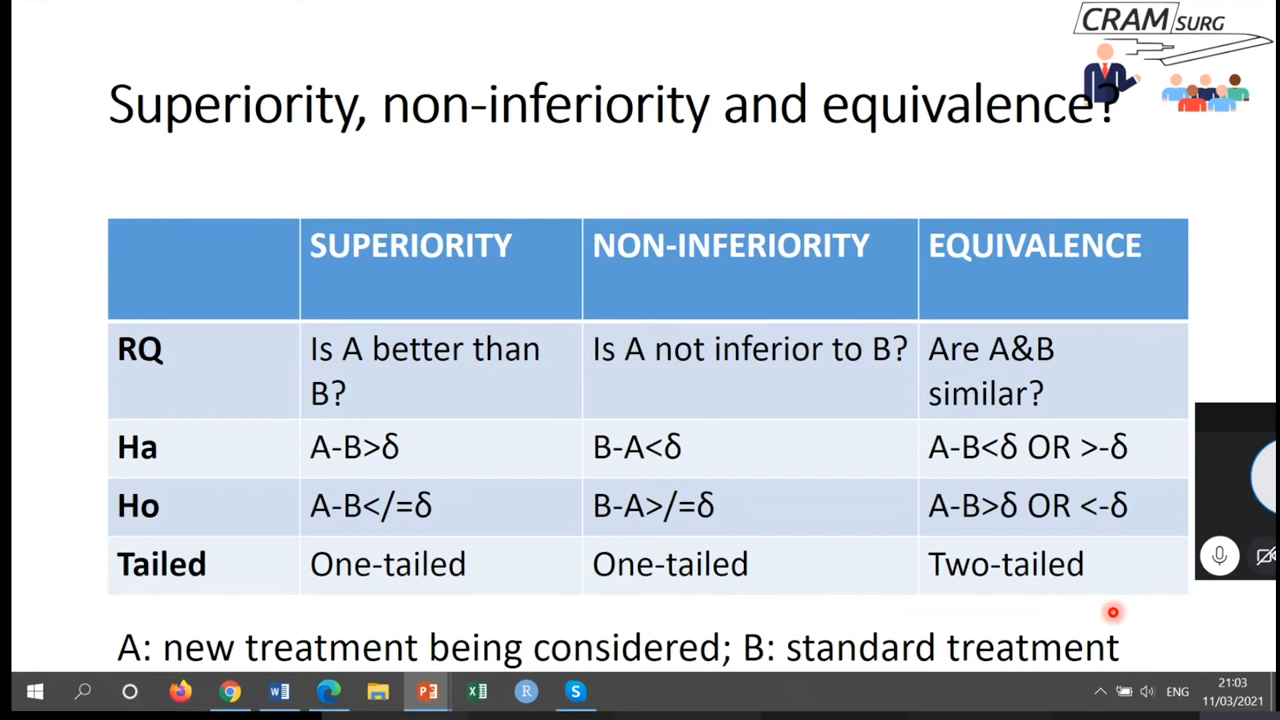 CRAM SURG
Superiority, non-inferiority and equivalence?
SUPERIORITY NON-INFERIORITY EQUIVALENCE
RQ Is A better than B? Is A not inferior to B? Are A&B similar?
Ha A-B>δ B-A<δ A-B<δ OR >-δ
Ho A-B</=δ B-A>/=δ A-B>δ OR <-δ
Tailed One-tailed One-tailed Two-tailed
A: new treatment being considered; B: standard treatment
ENG
21:03
11/03/2021